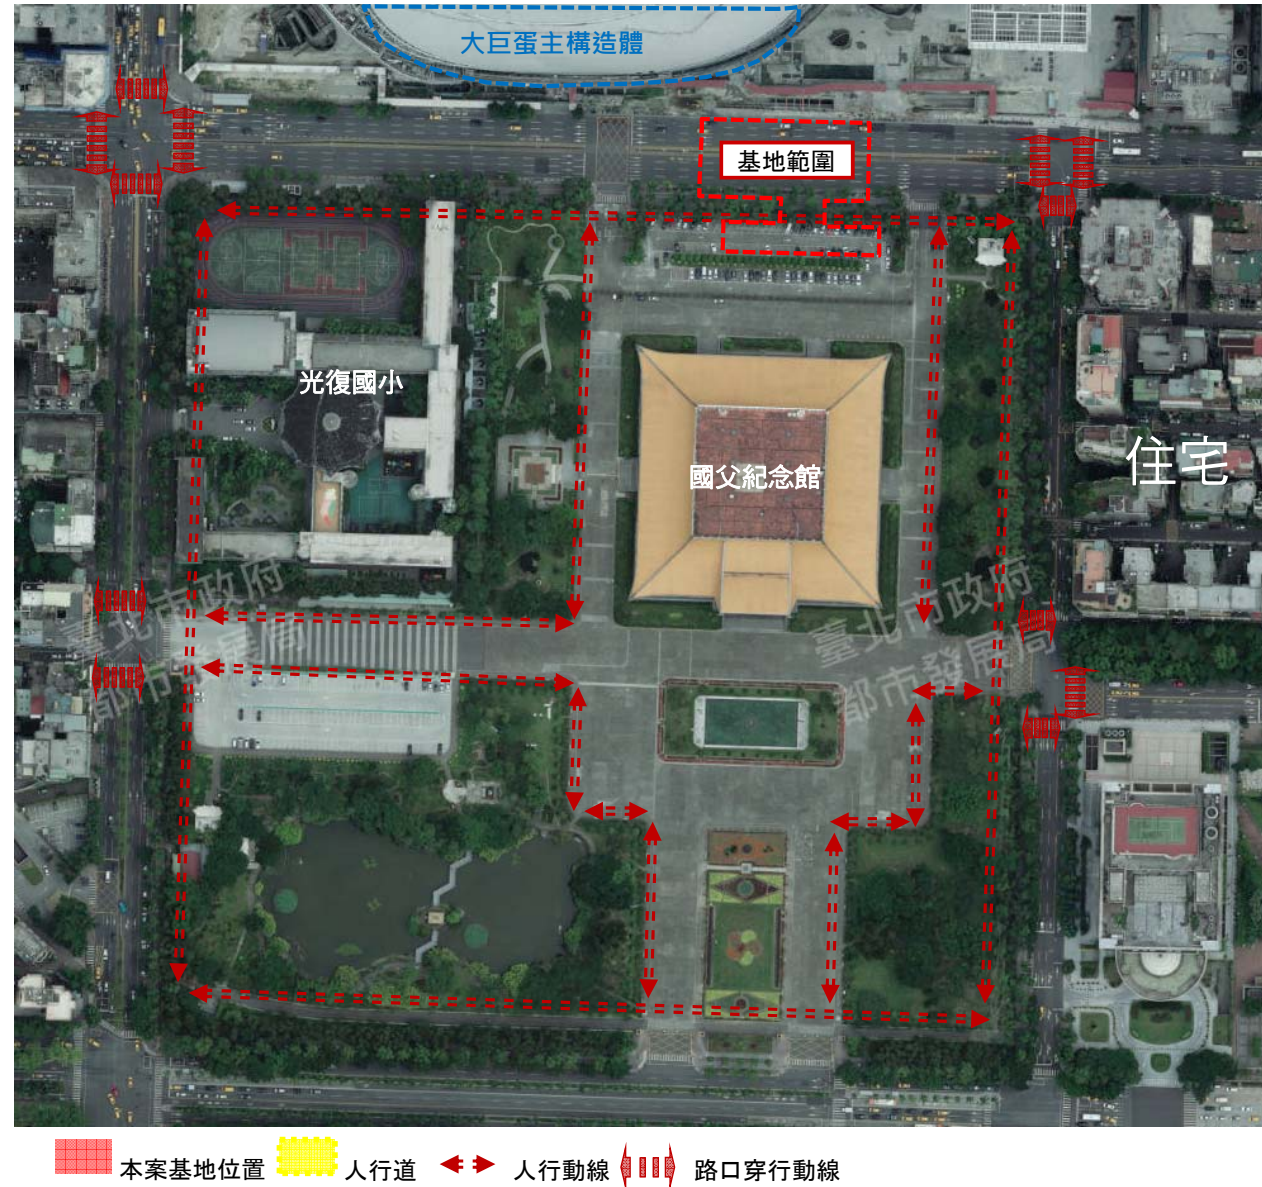 大巨蛋主構造體
基地範圍
光復國小
國父紀念館
住宅
臺北市政府
都市發展局
臺北市政府
都市發展局
本案基地位置
人行道
人行動線
路口穿行動線